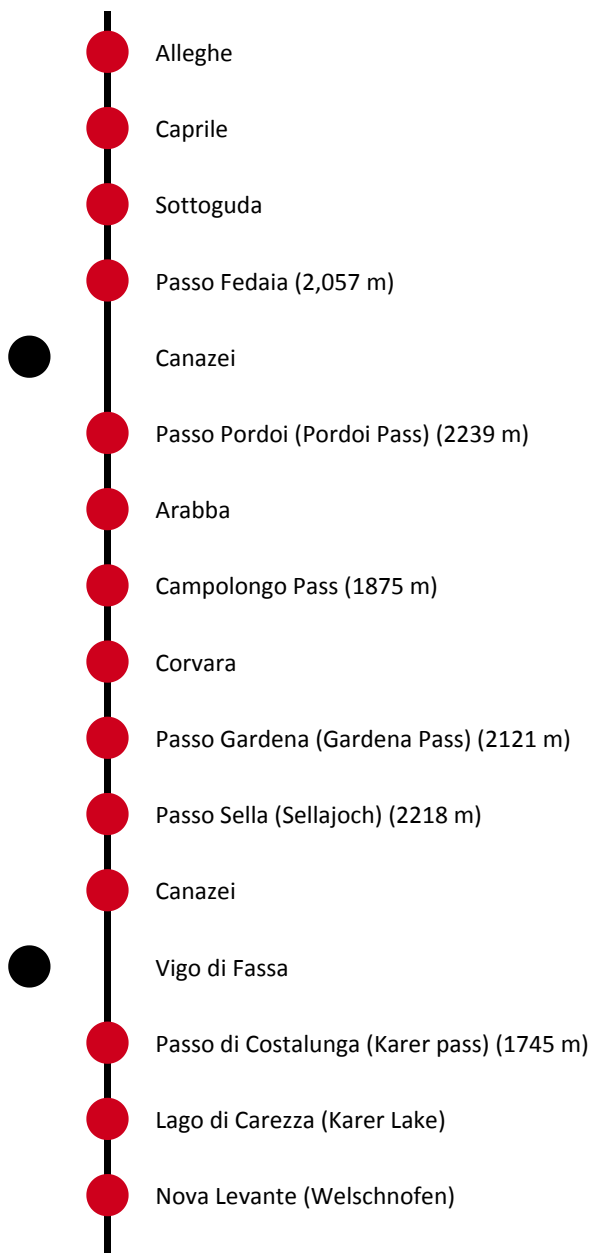 Alleghe
Caprile
Sottoguda
Passo Fedaia (2,057 m)
Canazei
Passo Pordoi (Pordoi Pass) (2239 m)
Arabba
Campolongo Pass (1875 m)
Corvara
Passo Gardena (Gardena Pass) (2121 m)
Passo Sella (Sellajoch) (2218 m)
Canazei
Vigo di Fassa
Passo di Costalunga (Karer pass) (1745 m)
Lago di Carezza (Karer Lake)
Nova Levante (Welschnofen)